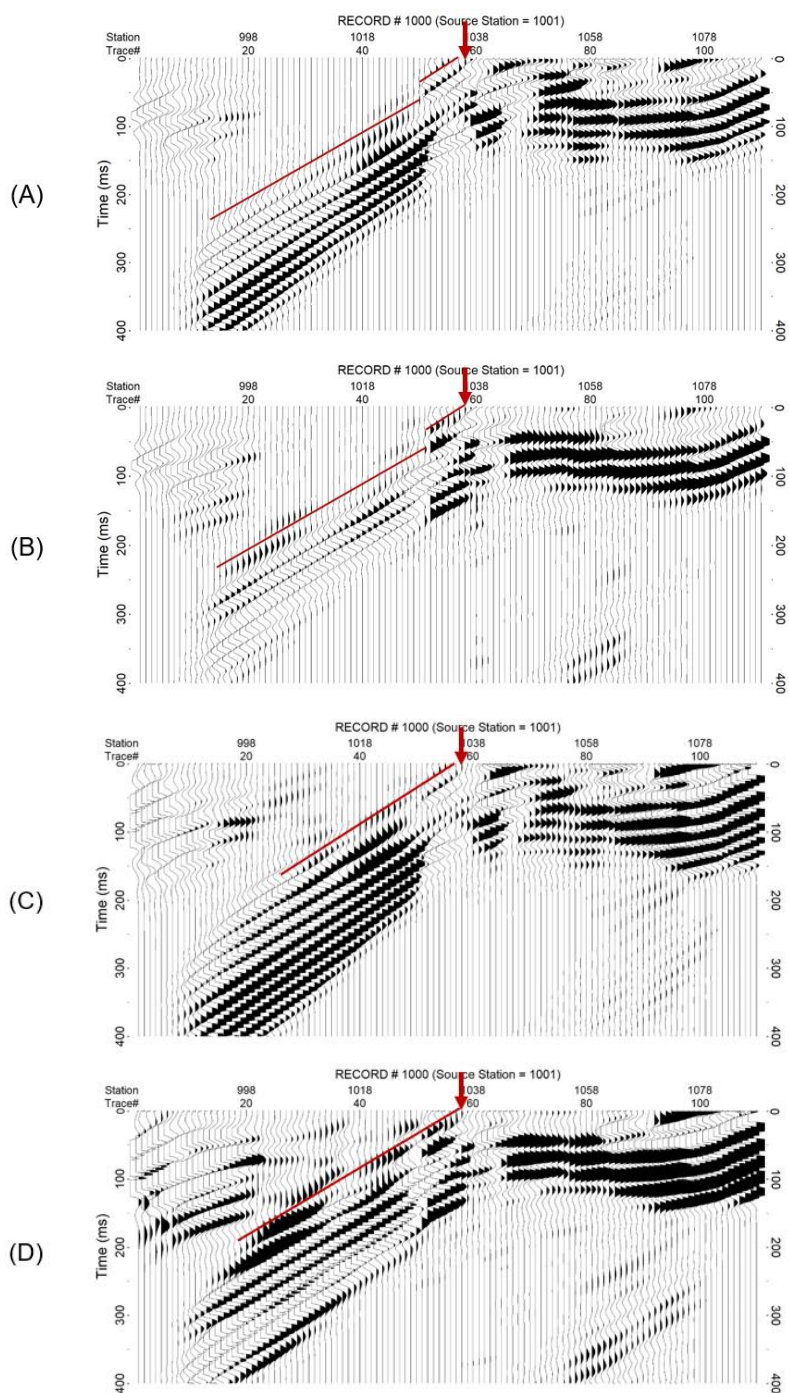 RECORD # 1000 (Source Station = 1001)
Station 998 1018 1038 1058 1078
Trace# 20 40 60 80 100
0 0
100 100
(A)
Time (ms)
200 200
300 300
400 400
RECORD # 1000 (Source Station = 1001)
Station 998 1018 1038 1058 1078
Trace# 20 40 60 80 100
0 0
100 100
(B)
Time (ms)
200 200
300 300
400 400
RECORD # 1000 (Source Station = 1001)
Station 998 1018 1038 1058 1078
Trace# 20 40 60 80 100
0 0
100 100
(C)
Time (ms)
200 200
300 300
400 400
RECORD # 1000 (Source Station = 1001)
Station 998 1018 1038 1058 1078
Trace# 20 40 60 80 100
0 0
100 100
(D)
Time (ms)
200 200
300 300
400 400